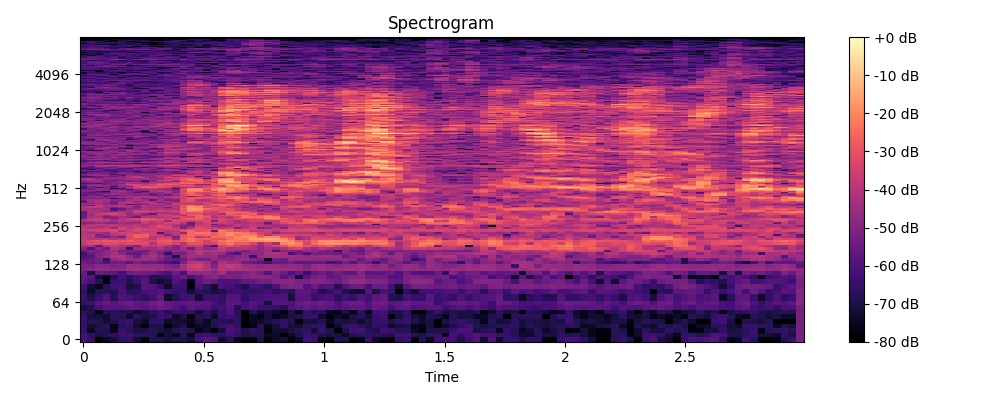 Spectrogram
Hz
4096
2048
1024
512
256
128
64
0
0
0.5
1
1.5
2
2.5
Time
+0 dB
-10 dB
-20 dB
-30 dB
-40 dB
-50 dB
-60 dB
-70 dB
-80 dB